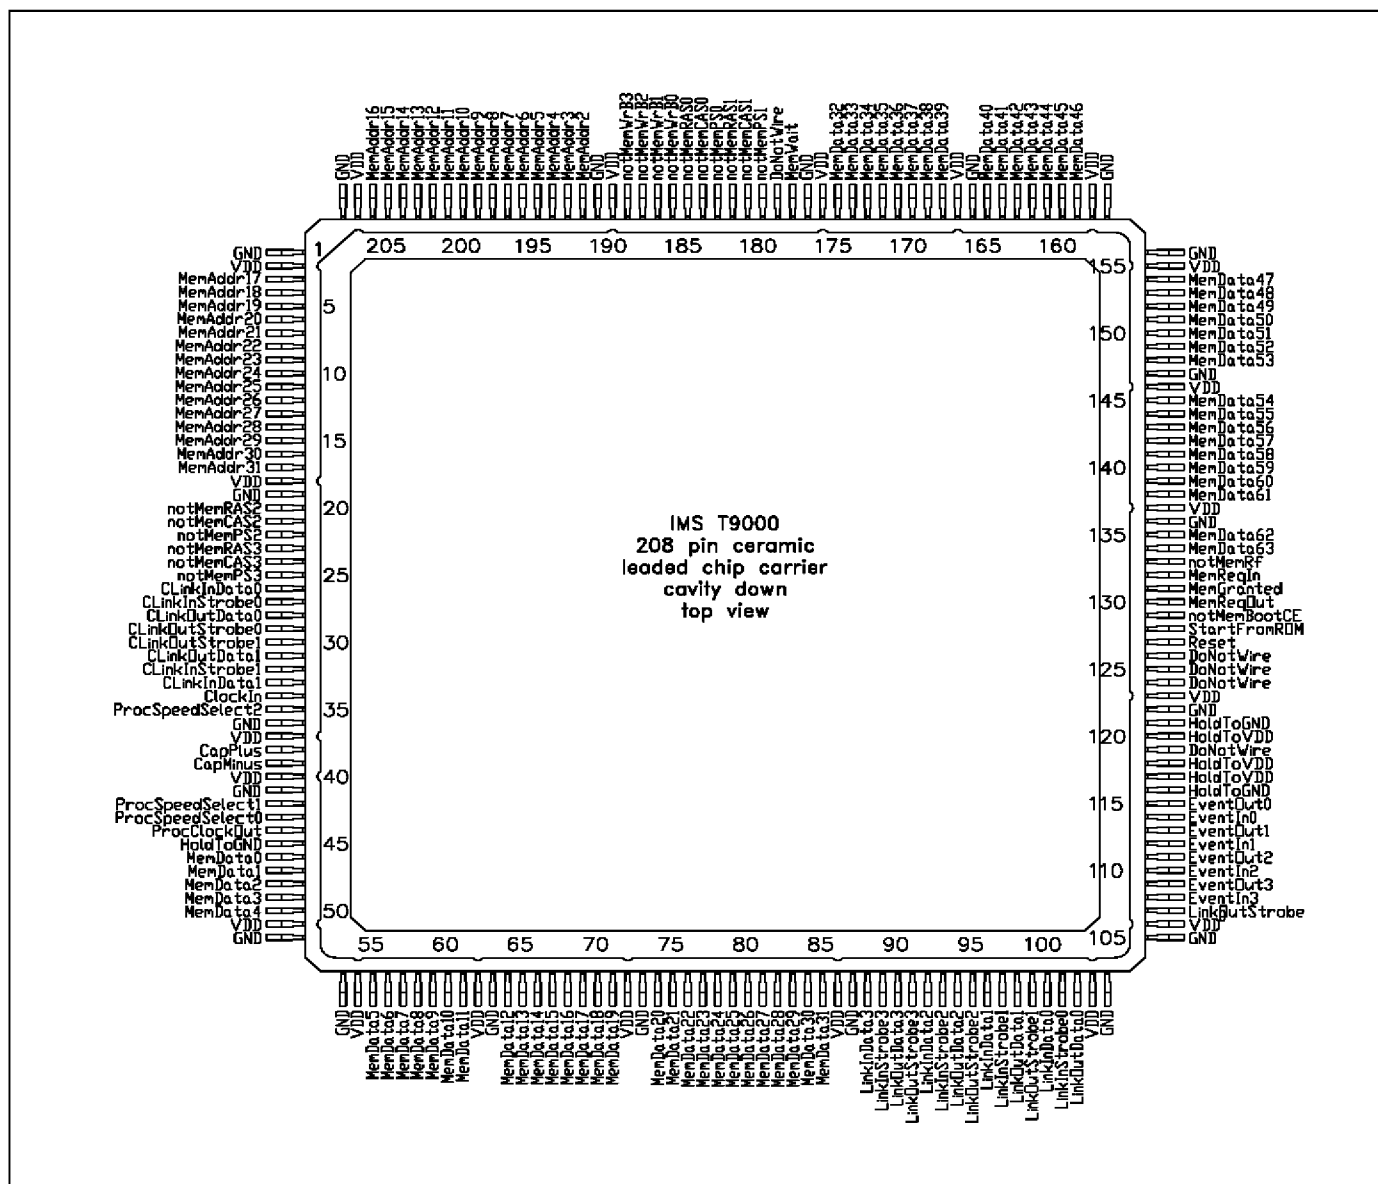 GND
VDD
MemAddr16
MemAddr15
MemAddr14
MemAddr13
MemAddr12
MemAddr11
MemAddr10
MemAddr9
MemAddr8
MemAddr7
MemAddr6
MemAddr5
MemAddr4
MemAddr3
MemAddr2
GND
VDD
notMemWrB3
notMemWrB2
notMemWrB1
notMemWrB0
notMemRAS0
notMemCAS0
notMemPS0
notMemRAS1
notMemCAS1
notMemPS1
DoNotWire
MemWait
GND
VDD
MemData32
MemData33
MemData34
MemData35
MemData36
MemData37
MemData38
MemData39
VDD
GND
MemData40
MemData41
MemData42
MemData43
MemData44
MemData45
MemData46
VDD
GND
1 205 200 195 190 185 180 175 170 165 160
GND
VDD
MemAddr17
MemAddr18
MemAddr19
MemAddr20
MemAddr21
MemAddr22
MemAddr23
MemAddr24
MemAddr25
MemAddr26
MemAddr27
MemAddr28
MemAddr29
MemAddr30
MemAddr31
VDD
GND
notMemRAS2
notMemCAS2
notMemPS2
notMemRAS3
notMemCAS3
notMemPS3
CLinkInData0
CLinkInStrobe0
CLinkOutData0
CLinkOutStrobe0
CLinkOutStrobe1
CLinkOutData1
CLinkInStrobe1
CLinkInData1
ClockIn
ProcSpeedSelect2
GND
VDD
CapPlus
CapMinus
VDD
GND
ProcSpeedSelect1
ProcSpeedSelect0
ProcClockOut
HoldToGND
MemData0
MemData1
MemData2
MemData3
MemData4
VDD
GND
5
10
15
20
25
30
35
40
45
50
IMS T9000
208 pin ceramic
leaded chip carrier
cavity down
top view
155
150
145
140
135
130
125
120
115
110
105
GND
VDD
MemData47
MemData48
MemData49
MemData50
MemData51
MemData52
MemData53
GND
VDD
MemData54
MemData55
MemData56
MemData57
MemData58
MemData59
MemData60
MemData61
VDD
GND
MemData62
MemData63
notMemRf
MemReqIn
MemGranted
MemReqOut
notMemBootCE
StartFromROM
Reset
DoNotWire
DoNotWire
DoNotWire
VDD
GND
HoldToGND
HoldToVDD
DoNotWire
HoldToVDD
HoldToVDD
HoldToGND
EventOut0
EventIn0
EventOut1
EventIn1
EventOut2
EventIn2
EventOut3
EventIn3
LinkOutStrobe
VDD
GND
55 60 65 70 75 80 85 90 95 100
GND
VDD
MemData5
MemData6
MemData7
MemData8
MemData9
MemData10
MemData11
VDD
GND
MemData12
MemData13
MemData14
MemData15
MemData16
MemData17
MemData18
MemData19
VDD
GND
MemData20
MemData21
MemData22
MemData23
MemData24
MemData25
MemData26
MemData27
MemData28
MemData29
MemData30
MemData31
VDD
GND
LinkInData3
LinkInStrobe3
LinkOutData3
LinkOutStrobe3
LinkInData2
LinkInStrobe2
LinkOutData2
LinkOutStrobe2
LinkInData1
LinkInStrobe1
LinkOutData1
LinkOutStrobe1
LinkInData0
LinkInStrobe0
LinkOutData0
VDD
GND